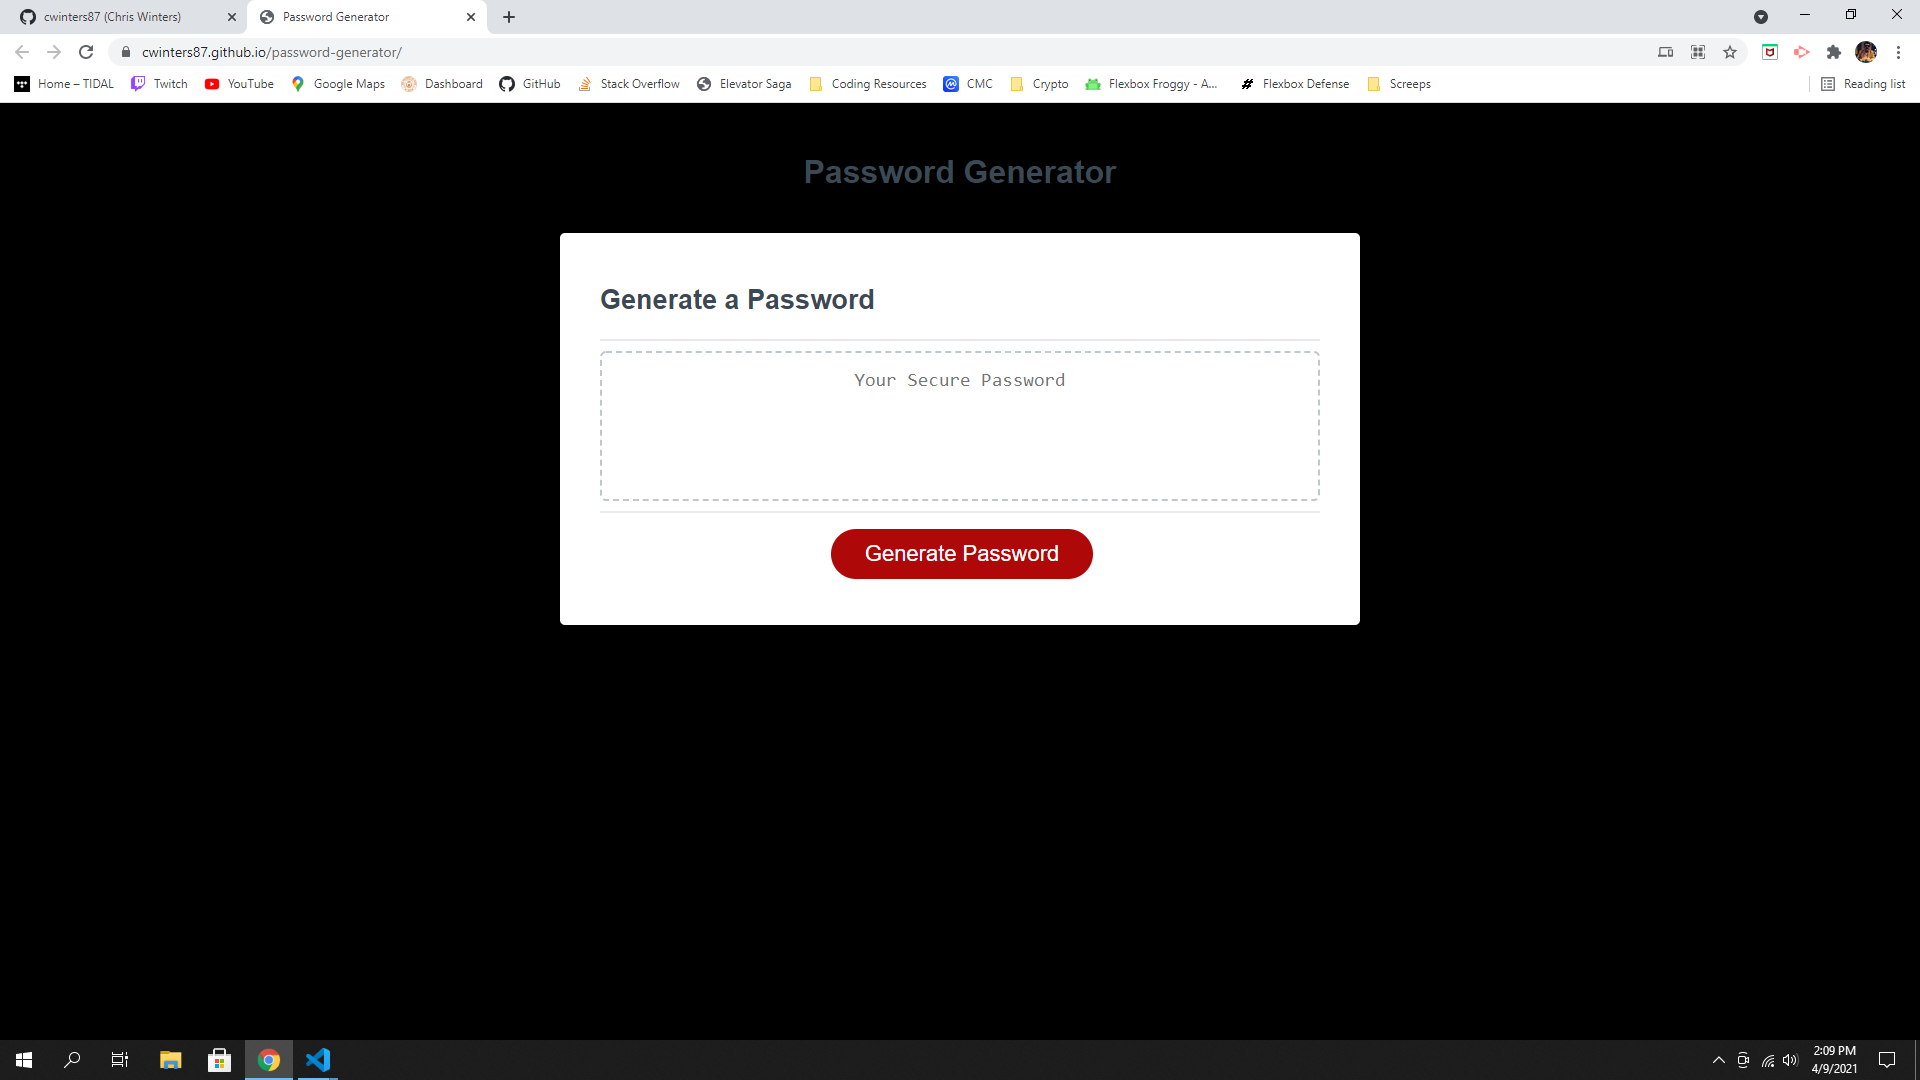 cwinters87 (Chris Winters)
Password Generator
cwinters87.github.io/password-generator/
Home – TIDAL
Twitch
YouTube
Google Maps
Dashboard
GitHub
Stack Overflow
Elevator Saga
Coding Resources
CMC
Crypto
Flexbox Froggy - A...
Flexbox Defense
Screeps
Reading list
Password Generator
Generate a Password
Your Secure Password
Generate Password
2:09 PM
4/9/2021